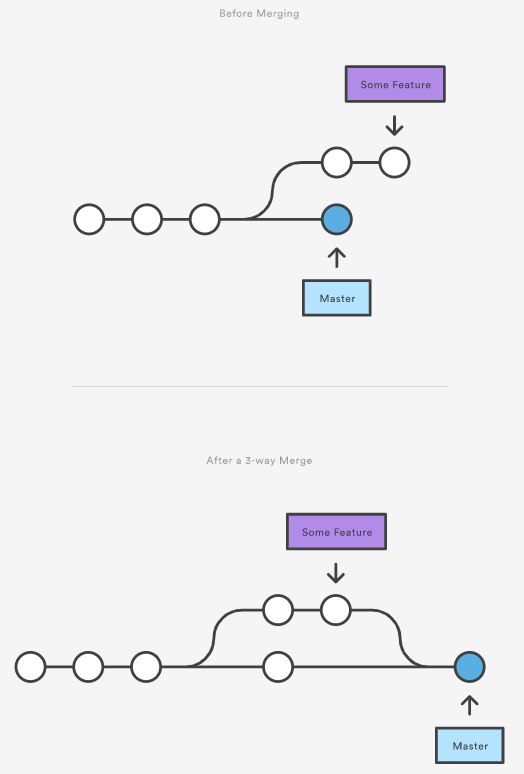 Before Merging
Some Feature
Master
After a 3-way Merge
Some Feature
Master